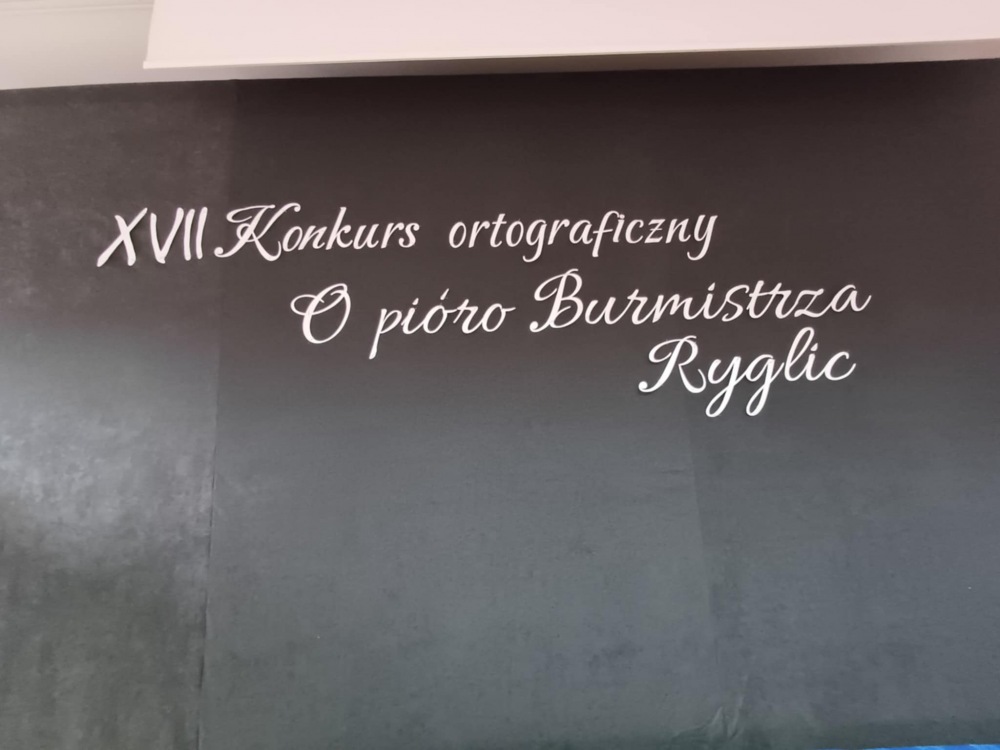 XVII Konkurs ortograficzny
O pióro Burmistrza
Ryglic